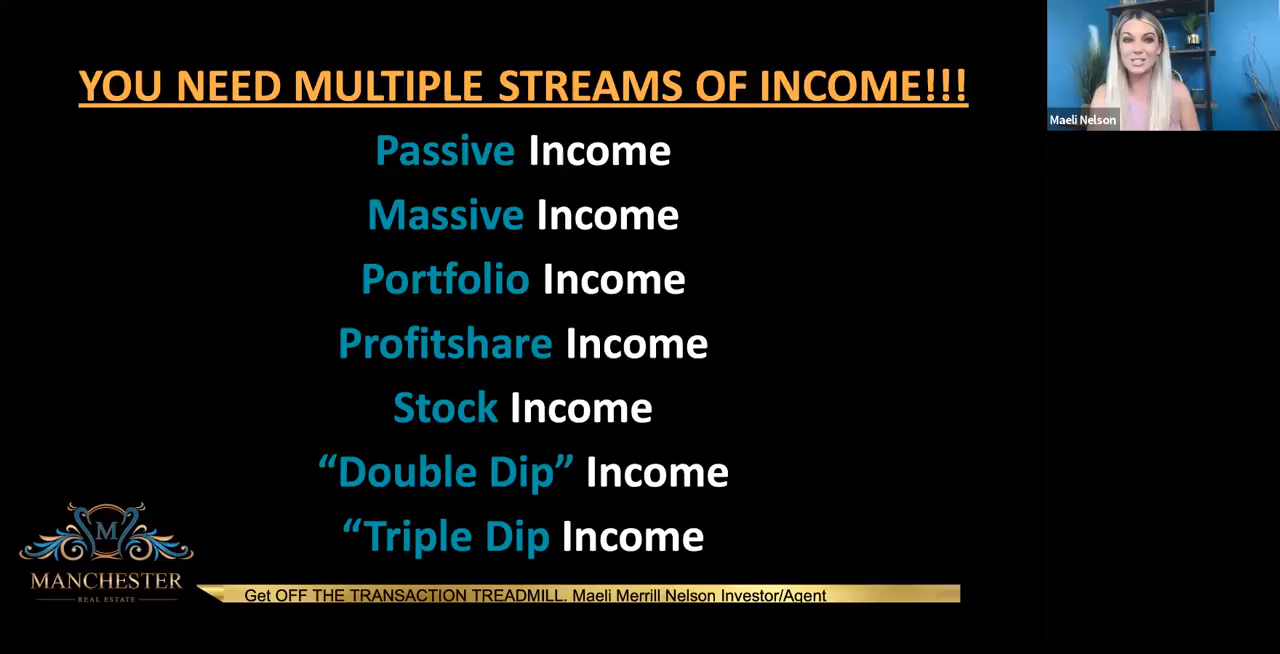 YOU NEED MULTIPLE STREAMS OF INCOME!!!
Passive Income
Massive Income
Portfolio Income
Profitshare Income
Stock Income
“Double Dip” Income
“Triple Dip Income
Maeli Nelson
M
MANCHESTER
REAL ESTATE
Get OFF THE TRANSACTION TREADMILL. Maeli Merrill Nelson Investor/Agent